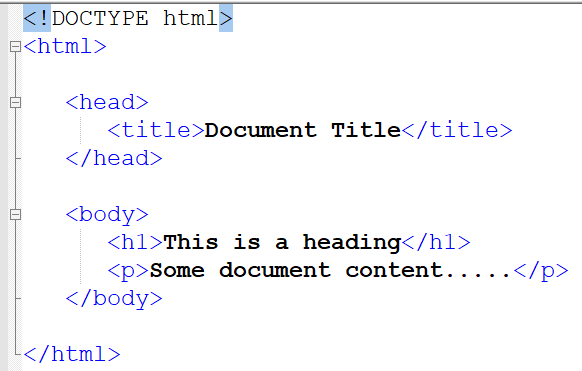 <!DOCTYPE html>
<html>
<head>
<title>Document Title</title>
</head>
<body>
<h1>This is a heading</h1>
<p>Some document content.....</p>
</body>
</html>